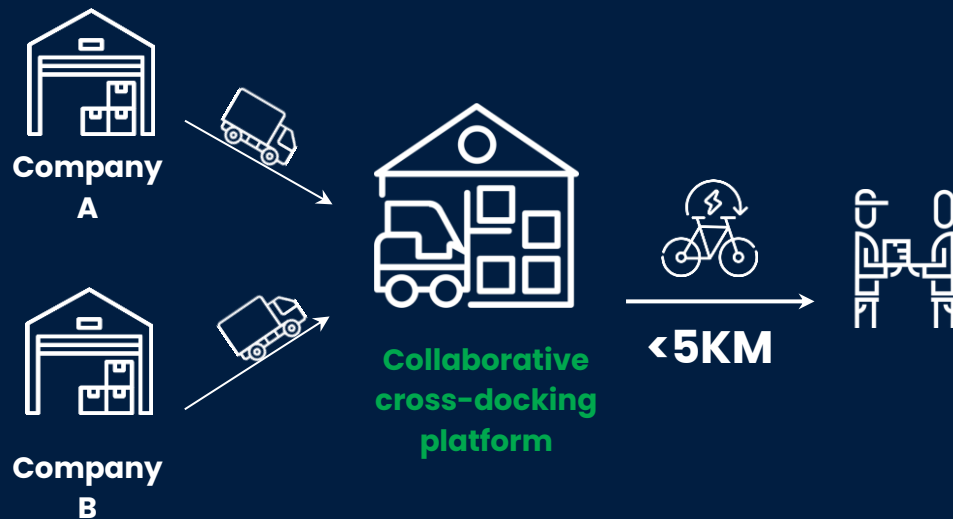 Company
A
Collaborative
cross-docking
platform
<5KM
Company
B